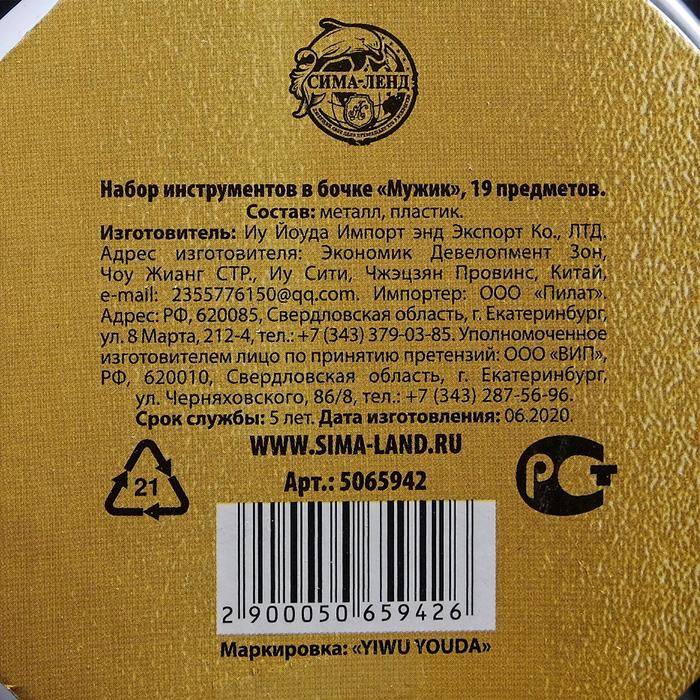 СИМА-ЛЕНД
Набор инструментов в бочке «Мужик», 19 предметов.
Состав: металл, пластик.
Изготовитель: Иу Йоуда Импорт энд Экспорт Ко., ЛТД.
Адрес изготовителя: Экономик Девелопмент Зон,
Чоу Жианг СТР., Иу Сити, Чжэцзян Провинс, Китай,
e-mail: 2355776150@qq.com. Импортер: ООО «Пилат».
Адрес: РФ, 620085, Свердловская область, г. Екатеринбург,
ул. 8 Марта, 212-4, тел.: +7 (343) 379-03-85. Уполномоченное
изготовителем лицо по принятию претензий: ООО «ВИП»,
РФ, 620010, Свердловская область, г. Екатеринбург,
ул. Черняховского, 86/8, тел.: +7 (343) 287-56-96.
Срок службы: 5 лет. Дата изготовления: 06.2020.
WWW.SIMA-LAND.RU
Арт.: 5065942
21
РСТ
2 900050 659426
Маркировка: «YIWU YOUDA»